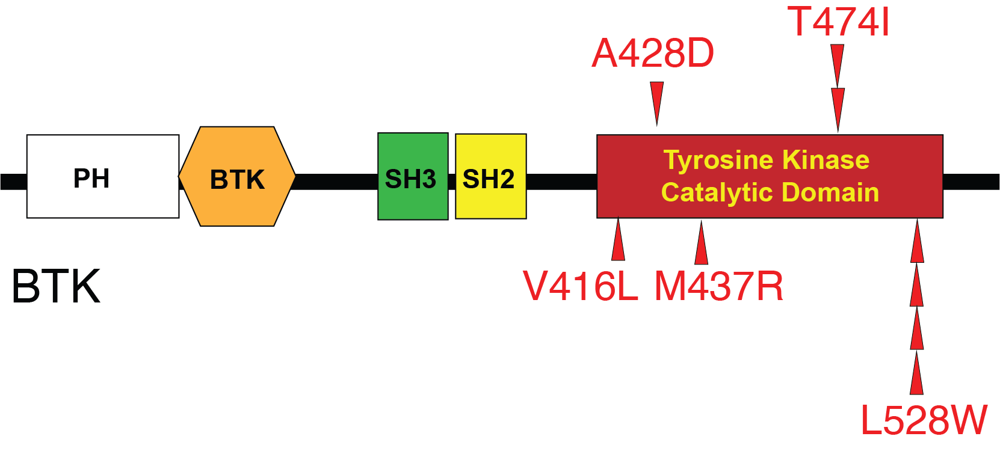 T474I
A428D
PH
BTK
SH3
SH2
Tyrosine Kinase
Catalytic Domain
BTK
V416L
M437R
L528W